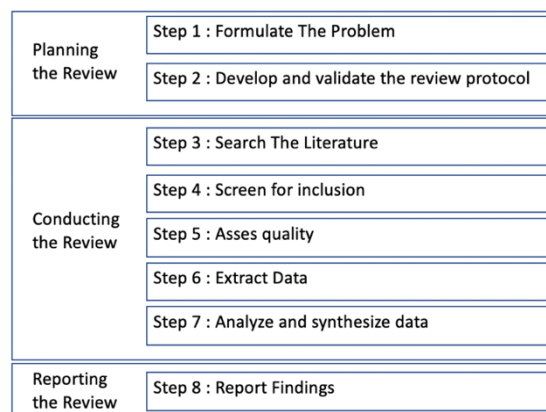 Planning
the Review
Step 1 : Formulate The Problem
Step 2 : Develop and validate the review protocol
Conducting
the Review
Step 3 : Search The Literature
Step 4 : Screen for inclusion
Step 5 : Asses quality
Step 6 : Extract Data
Step 7 : Analyze and synthesize data
Reporting
the Review
Step 8 : Report Findings